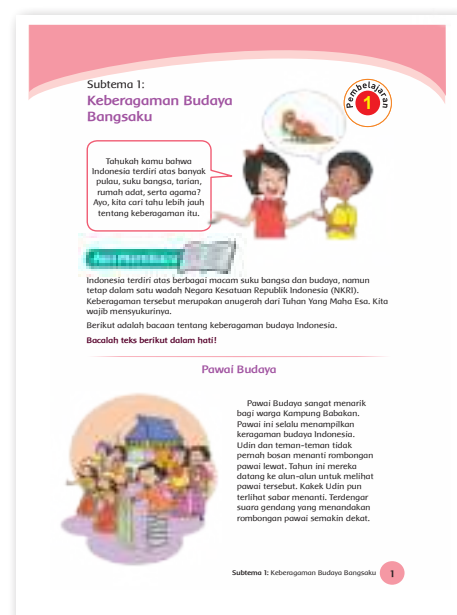 Subtema 1:
Keberagaman Budaya
Bangsaku
Pembelajaran
1
Tahukah kamu bahwa
Indonesia terdiri atas banyak
pulau, suku bangsa, tarian,
rumah adat, serta agama?
Ayo, kita cari tahu lebih jauh
tentang keberagaman itu.
Ayo Membaca
Indonesia terdiri atas berbagai macam suku bangsa dan budaya, namun
tetap dalam satu wadah Negara Kesatuan Republik Indonesia (NKRI).
Keberagaman tersebut merupakan anugerah dari Tuhan Yang Maha Esa. Kita
wajib mensyukurinya.
Berikut adalah bacaan tentang keberagaman budaya Indonesia.
Bacalah teks berikut dalam hati!
Pawai Budaya
Pawai Budaya sangat menarik
bagi warga Kampung Babakan.
Pawai ini selalu menampilkan
keragaman budaya Indonesia.
Udin dan teman-teman tidak
pernah bosan menanti rombongan
pawai lewat. Tahun ini mereka
datang ke alun-alun untuk melihat
pawai tersebut. Kakek Udin pun
terlihat sabar menanti. Terdengar
suara gendang yang menandakan
rombongan pawai semakin dekat.
Subtema 1: Keberagaman Budaya Bangsaku 1